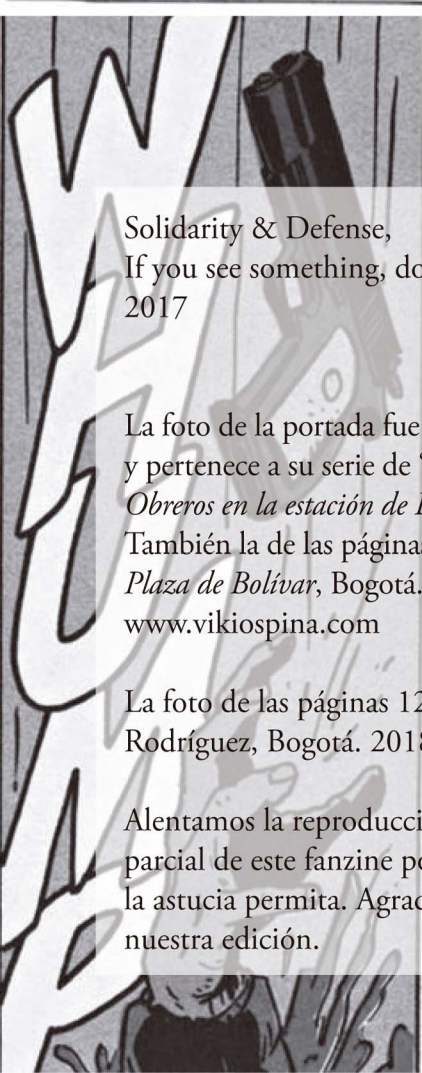 WHUMP
Solidarity & Defense,
If you see something, do
2017
La foto de la portada fue
y pertenece a su serie de
Obreros en la estación de
También la de las páginas
Plaza de Bolívar, Bogotá.
www.vikiospina.com
La foto de las páginas 12
Rodríguez, Bogotá. 2018
Alentamos la reproducci
parcial de este fanzine po
la astucia permita. Agrad
nuestra edición.